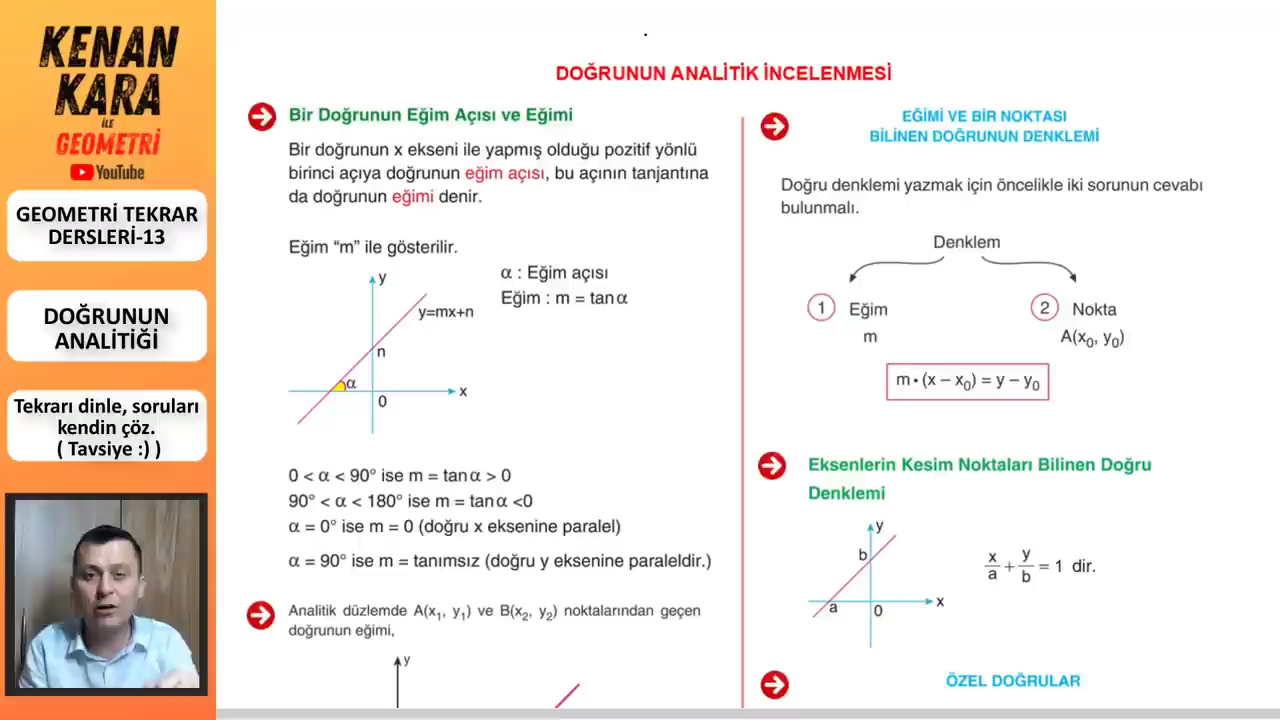 KENAN
KARA
İLE
GEOMETRİ
YouTube
GEOMETRİ TEKRAR
DERSLERİ-13
DOĞRUNUN
ANALİTİĞİ
Tekrarı dinle, soruları
kendin çöz.
( Tavsiye :) )
DOĞRUNUN ANALİTİK İNCELENMESİ
Bir Doğrunun Eğim Açısı ve Eğimi
Bir doğrunun x ekseni ile yapmış olduğu pozitif yönlü
birinci açıya doğrunun eğim açısı, bu açının tanjantına
da doğrunun eğimi denir.
Eğim “m” ile gösterilir.
α : Eğim açısı
Eğim : m = tanα
y
y=mx+n
n
α
0
x
0 < α < 90° ise m = tanα > 0
90° < α < 180° ise m = tanα <0
α = 0° ise m = 0 (doğru x eksenine paralel)
α = 90° ise m = tanımsız (doğru y eksenine paraleldir.)
Analitik düzlemde A(x₁, y₁) ve B(x₂, y₂) noktalarından geçen
doğrunun eğimi,
y
EĞİMİ VE BİR NOKTASI
BİLİNEN DOĞRUNUN DENKLEMİ
Doğru denklemi yazmak için öncelikle iki sorunun cevabı
bulunmalı.
Denklem
1 Eğim
m
2 Nokta
A(x₀, y₀)
m•(x – x₀) = y – y₀
Eksenlerin Kesim Noktaları Bilinen Doğru
Denklemi
y
b
a
0
x
x/a + y/b = 1 dir.
ÖZEL DOĞRULAR